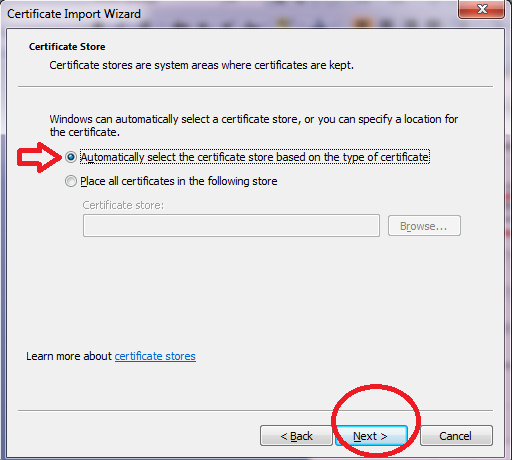 Certificate Import Wizard
Certificate Store
Certificate stores are system areas where certificates are kept.
Windows can automatically select a certificate store, or you can specify a location for
the certificate.
Automatically select the certificate store based on the type of certificate
Place all certificates in the following store
Certificate store:
Browse...
Learn more about certificate stores
< Back
Next >
Cancel